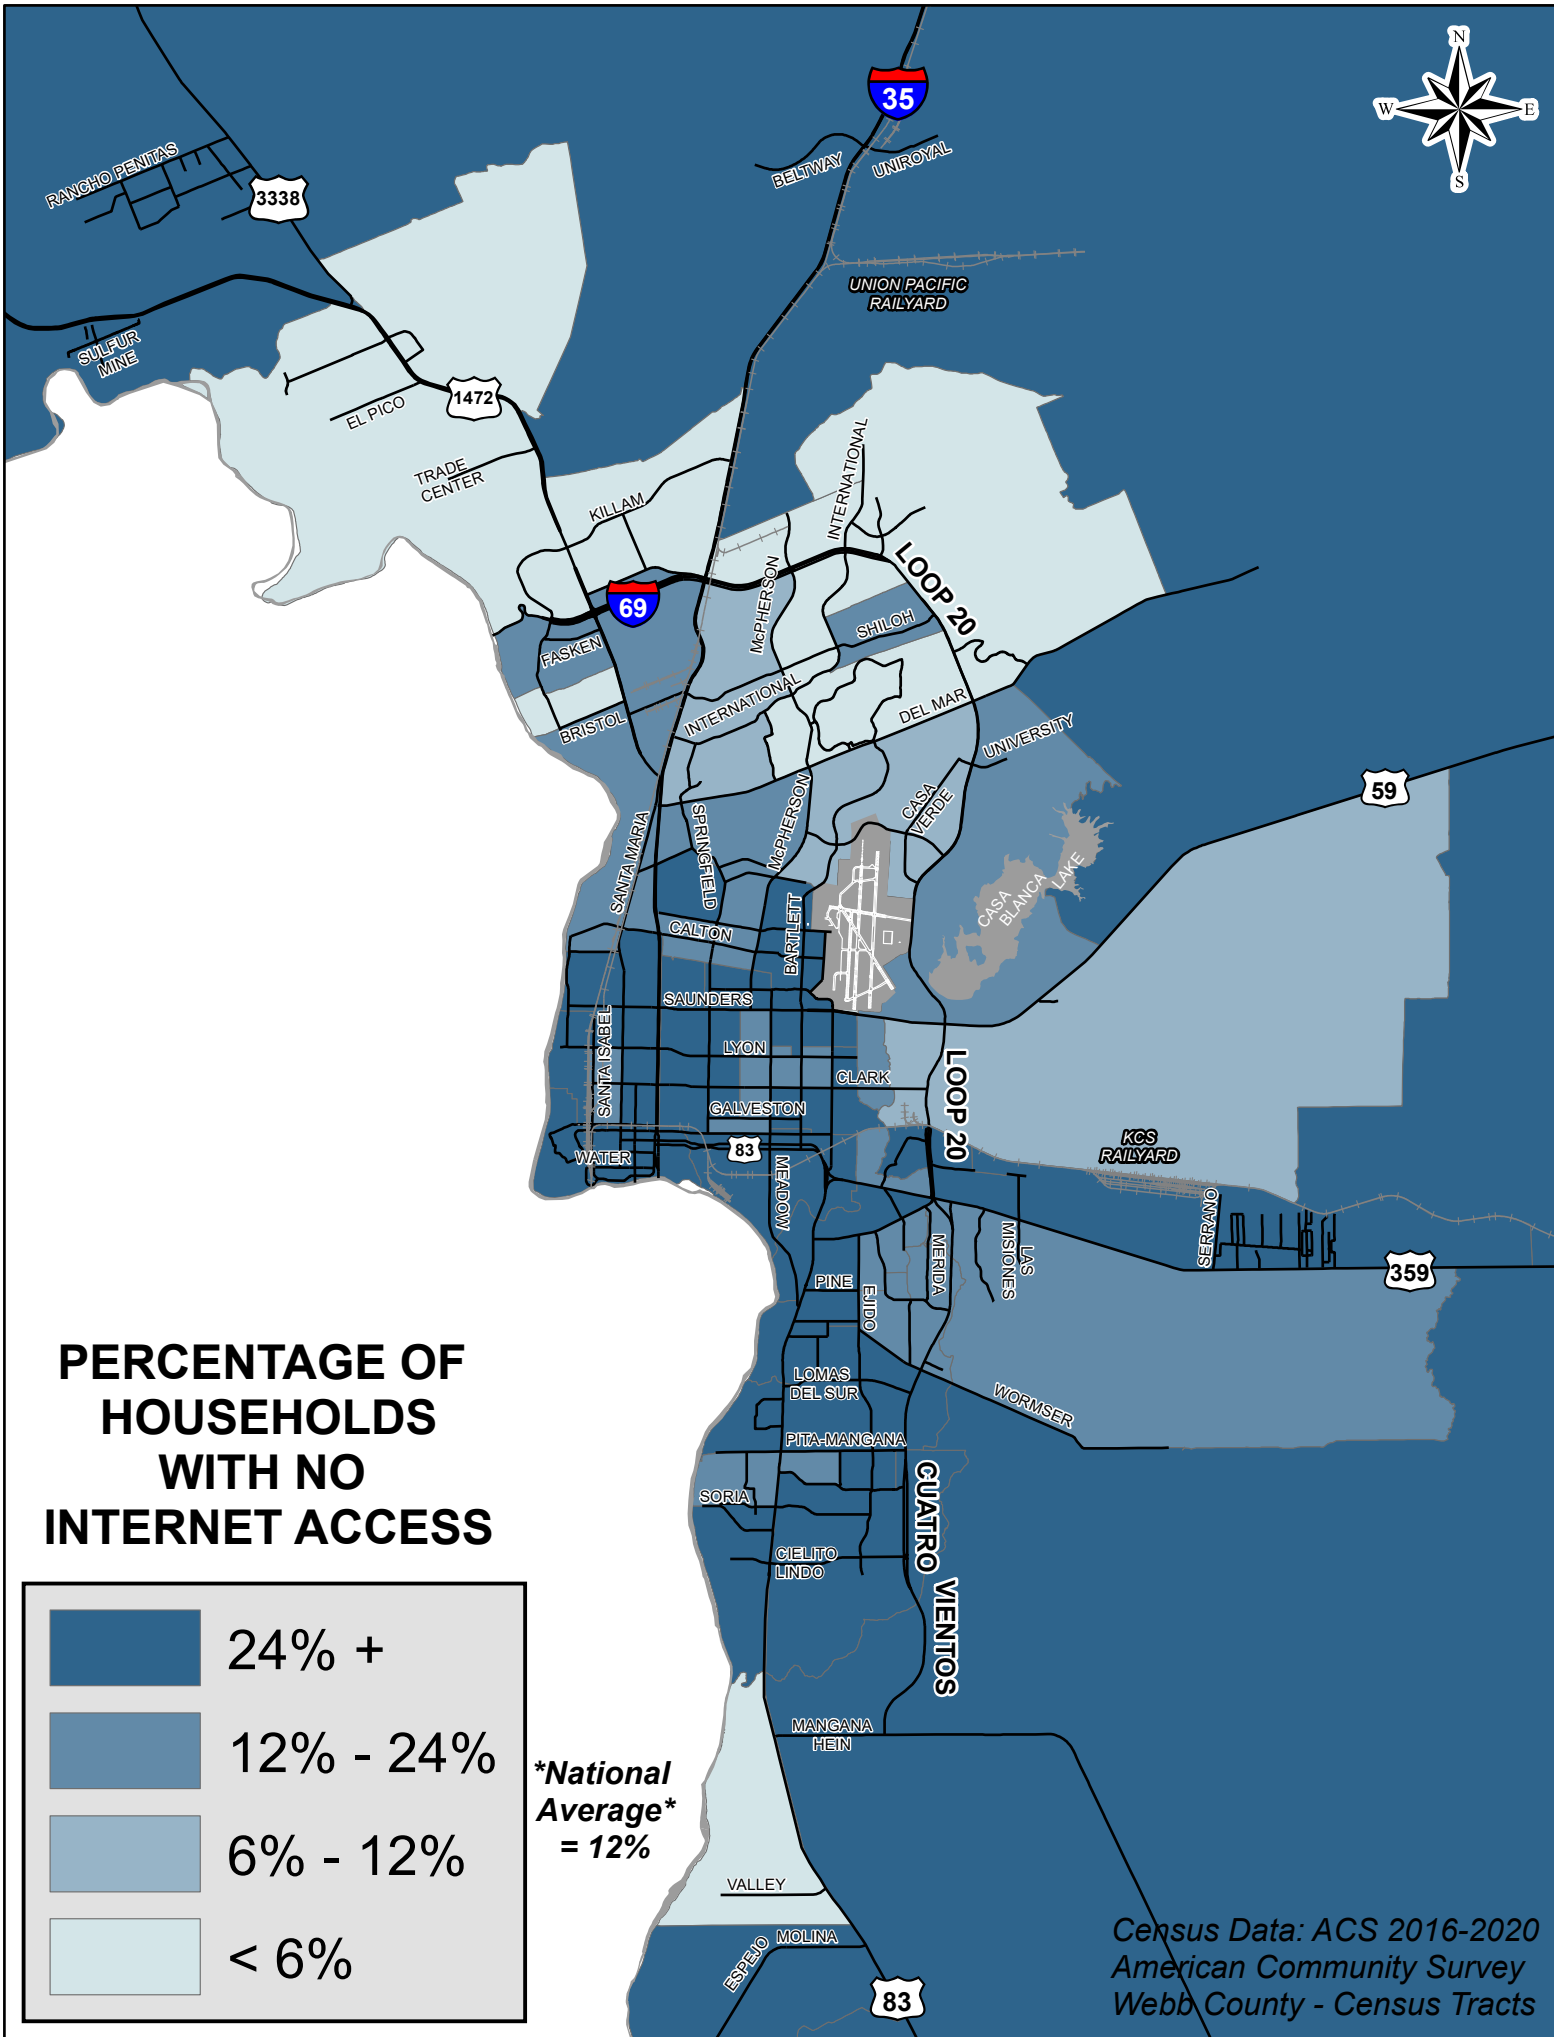 N
W
E
S
35
BELTWAY
UNIROYAL
RANCHO PENITAS
3338
UNION PACIFIC
RAILYARD
SULFUR
MINE
1472
EL PICO
TRADE
CENTER
KILLAM
INTERNATIONAL
LOOP 20
69
McPHERSON
SHILOH
FASKEN
INTERNATIONAL
DEL MAR
BRISTOL
UNIVERSITY
59
CASA
VERDE
SANTA MARIA
SPRINGFIELD
McPHERSON
CASA
BLANCA
LAKE
BARTLETT
CALTON
SAUNDERS
SANTA ISABEL
LYON
LOOP 20
CLARK
GALVESTON
83
WATER
KCS
RAILYARD
MEADOW
SERRANO
MERIDA
LAS
MISIONES
359
PINE
EJIDO
LOMAS
DEL SUR
WORMSER
PITA-MANGANA
SORIA
CUATRO VIENTOS
CIELITO
LINDO
MANGANA
HEIN
VALLEY
MOLINA
ESPEJO
83
PERCENTAGE OF
HOUSEHOLDS
WITH NO
INTERNET ACCESS
24% +
12% - 24%
6% - 12%
< 6%
*National
Average*
= 12%
Census Data: ACS 2016-2020
American Community Survey
Webb County - Census Tracts